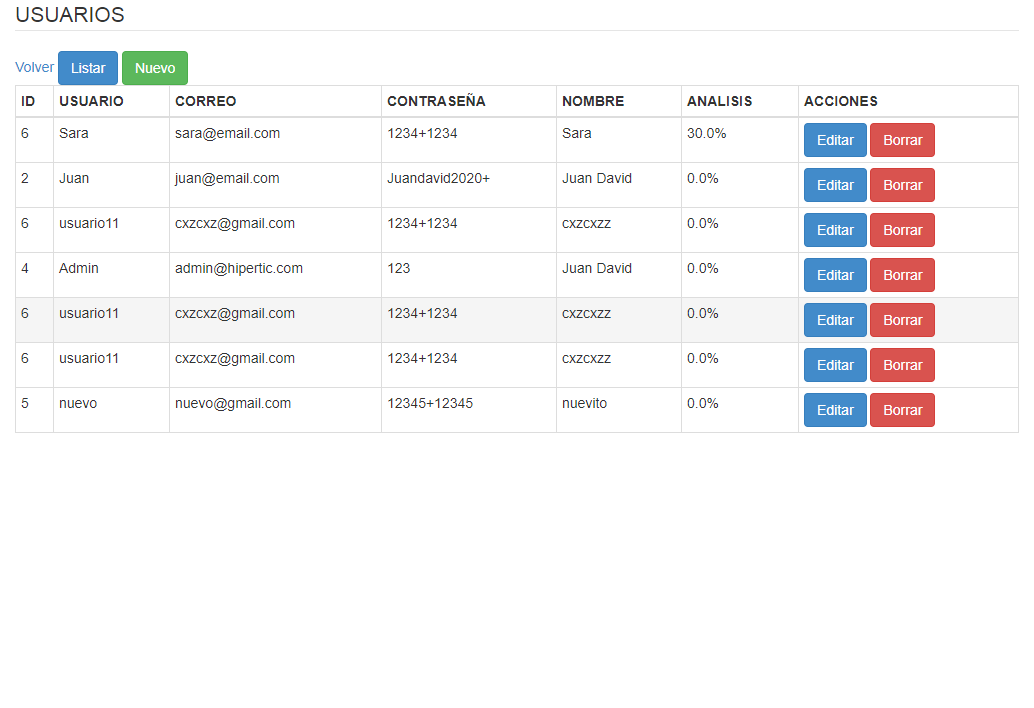 USUARIOS
Volver Listar Nuevo
ID USUARIO CORREO CONTRASEÑA NOMBRE ANALISIS ACCIONES
6 Sara sara@email.com 1234+1234 Sara 30.0% Editar Borrar
2 Juan juan@email.com Juandavid2020+ Juan David 0.0% Editar Borrar
6 usuario11 cxzcxz@gmail.com 1234+1234 cxzcxzz 0.0% Editar Borrar
4 Admin admin@hipertic.com 123 Juan David 0.0% Editar Borrar
6 usuario11 cxzcxz@gmail.com 1234+1234 cxzcxzz 0.0% Editar Borrar
6 usuario11 cxzcxz@gmail.com 1234+1234 cxzcxzz 0.0% Editar Borrar
5 nuevo nuevo@gmail.com 12345+12345 nuevito 0.0% Editar Borrar